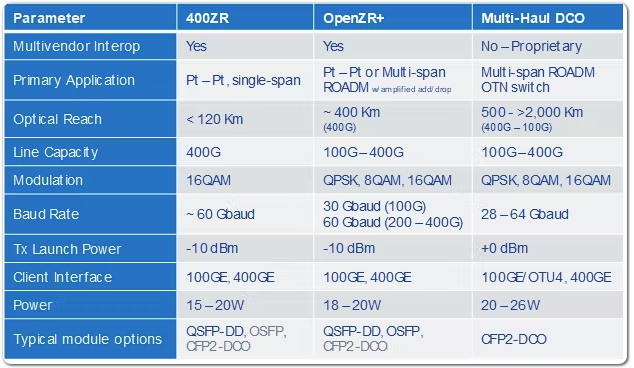 Parameter 400ZR OpenZR+ Multi-Haul DCO
Multivendor Interop Yes Yes No – Proprietary
Primary Application Pt – Pt, single-span Pt – Pt or Multi-span ROADM w/ amplified add/drop Multi-span ROADM OTN switch
Optical Reach < 120 Km ~ 400 Km (400G) 500 - >2,000 Km (400G – 100G)
Line Capacity 400G 100G – 400G 100G – 400G
Modulation 16QAM QPSK, 8QAM, 16QAM QPSK, 8QAM, 16QAM
Baud Rate ~ 60 Gbaud 30 Gbaud (100G) 60 Gbaud (200 – 400G) 28 – 64 Gbaud
Tx Launch Power -10 dBm -10 dBm +0 dBm
Client Interface 100GE, 400GE 100GE, 400GE 100GE/OTU4, 400GE
Power 15 – 20W 18 – 20W 20 – 26W
Typical module options QSFP-DD, OSFP, CFP2-DCO QSFP-DD, OSFP, CFP2-DCO CFP2-DCO